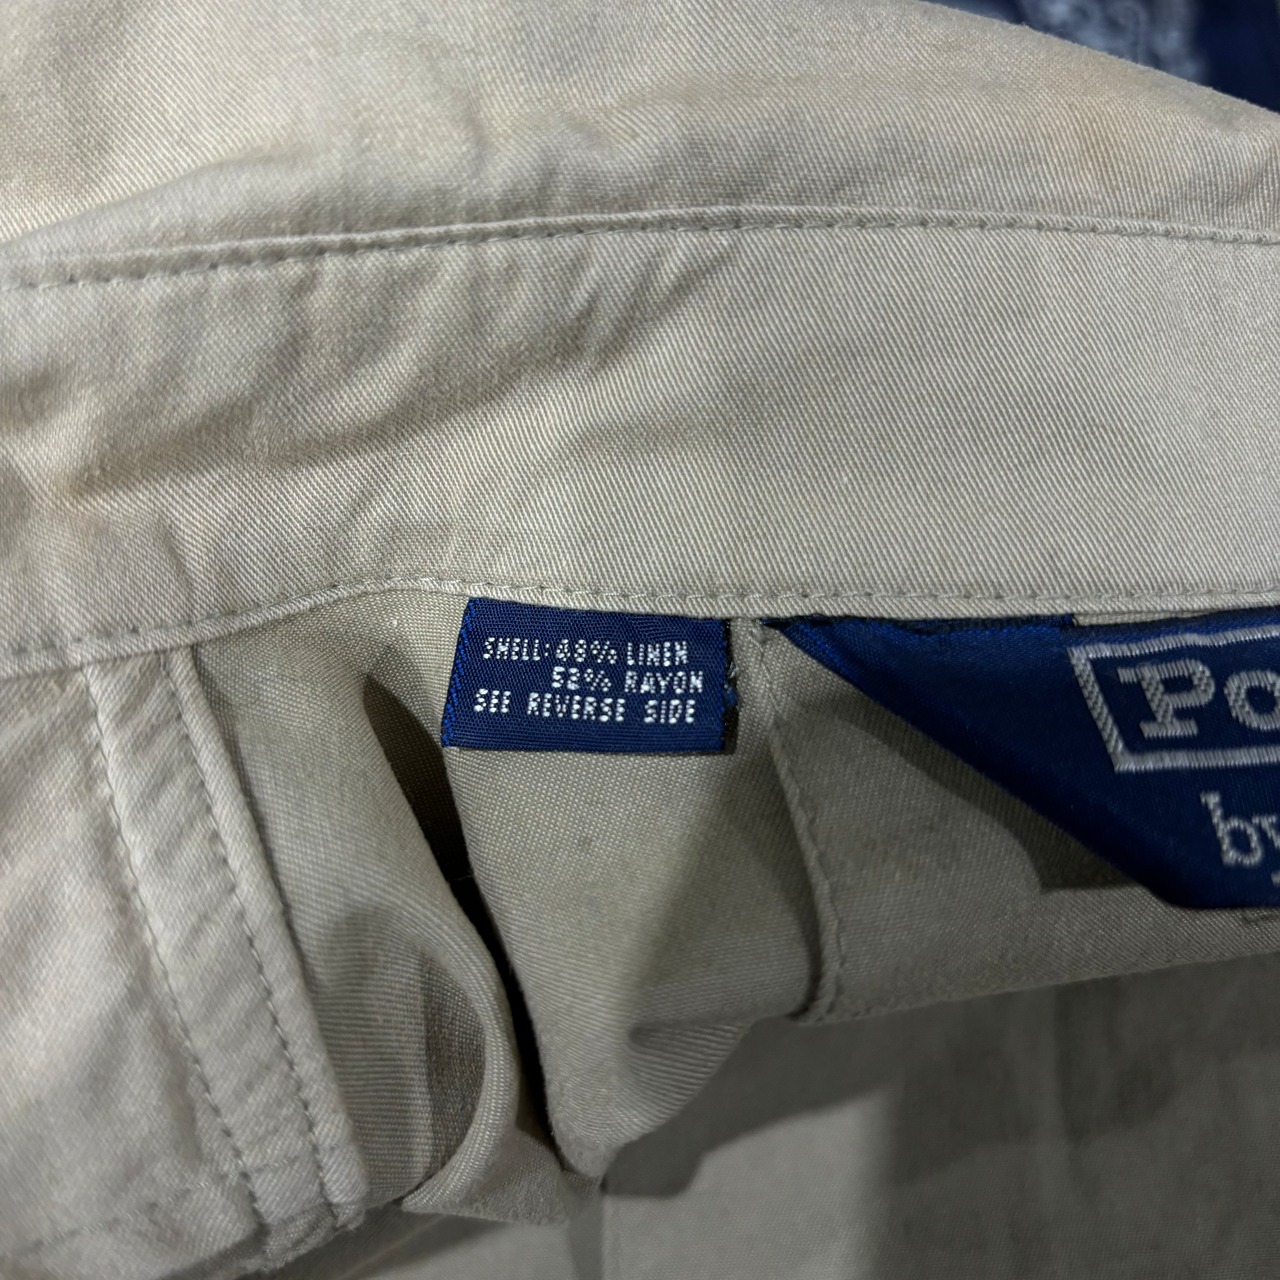 SHELL: 48% LINEN
52% RAYON
SEE REVERSE SIDE
Po
by